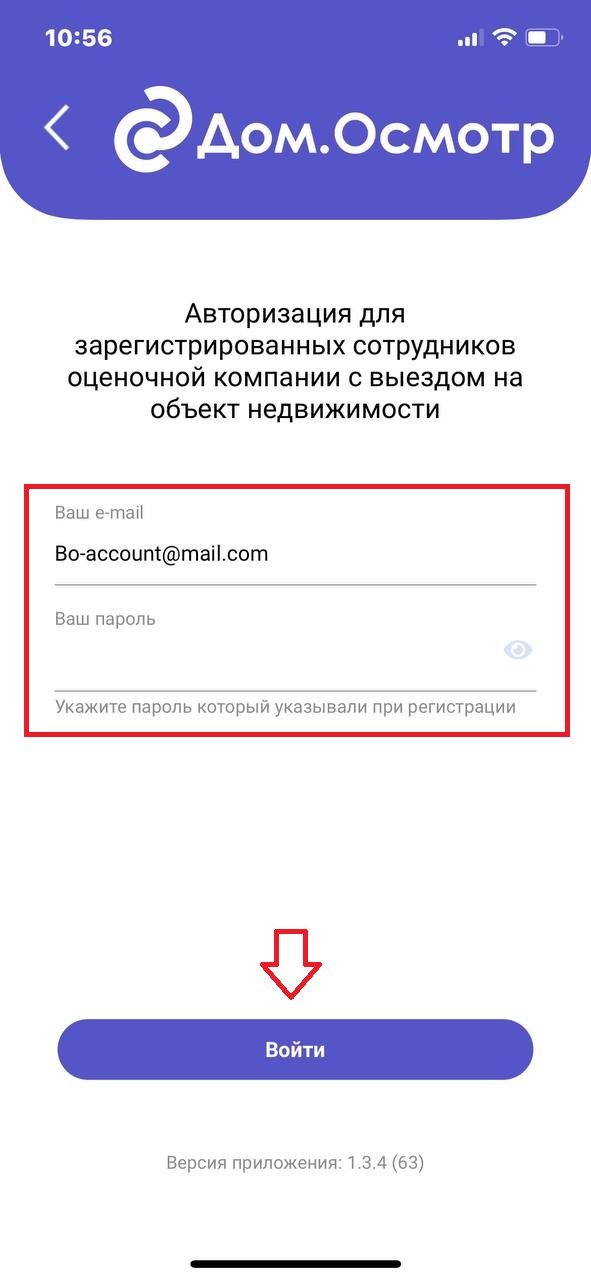 10:56
Дом.Осмотр
Авторизация для
зарегистрированных сотрудников
оценочной компании с выездом на
объект недвижимости
Ваш e-mail
Bo-account@mail.com
Ваш пароль
Укажите пароль который указывали при регистрации
Войти
Версия приложения: 1.3.4 (63)